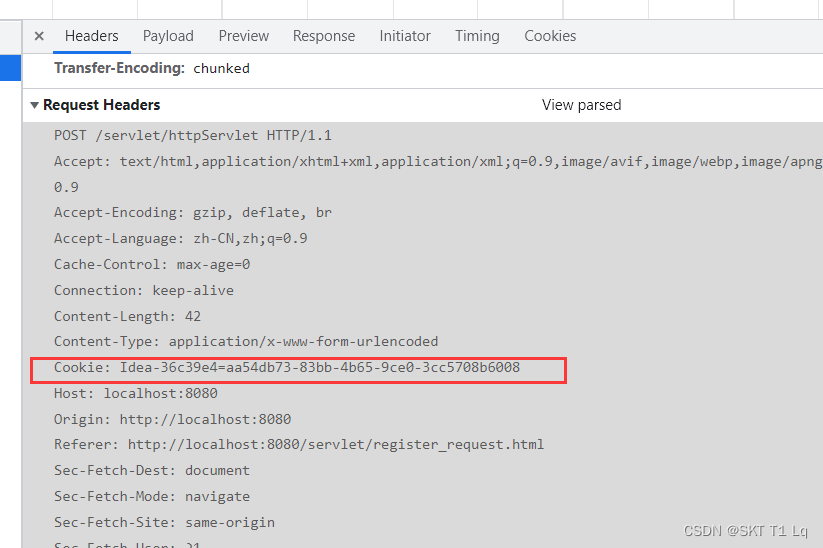 × Headers Payload Preview Response Initiator Timing Cookies
Transfer-Encoding: chunked
▼ Request Headers View parsed
POST /servlet/httpServlet HTTP/1.1
Accept: text/html,application/xhtml+xml,application/xml;q=0.9,image/avif,image/webp,image/apng
0.9
Accept-Encoding: gzip, deflate, br
Accept-Language: zh-CN,zh;q=0.9
Cache-Control: max-age=0
Connection: keep-alive
Content-Length: 42
Content-Type: application/x-www-form-urlencoded
Cookie: Idea-36c39e4=aa54db73-83bb-4b65-9ce0-3cc5708b6008
Host: localhost:8080
Origin: http://localhost:8080
Referer: http://localhost:8080/servlet/register_request.html
Sec-Fetch-Dest: document
Sec-Fetch-Mode: navigate
Sec-Fetch-Site: same-origin
Sec-Fetch-User:
CSDN @SKT T1 Lq